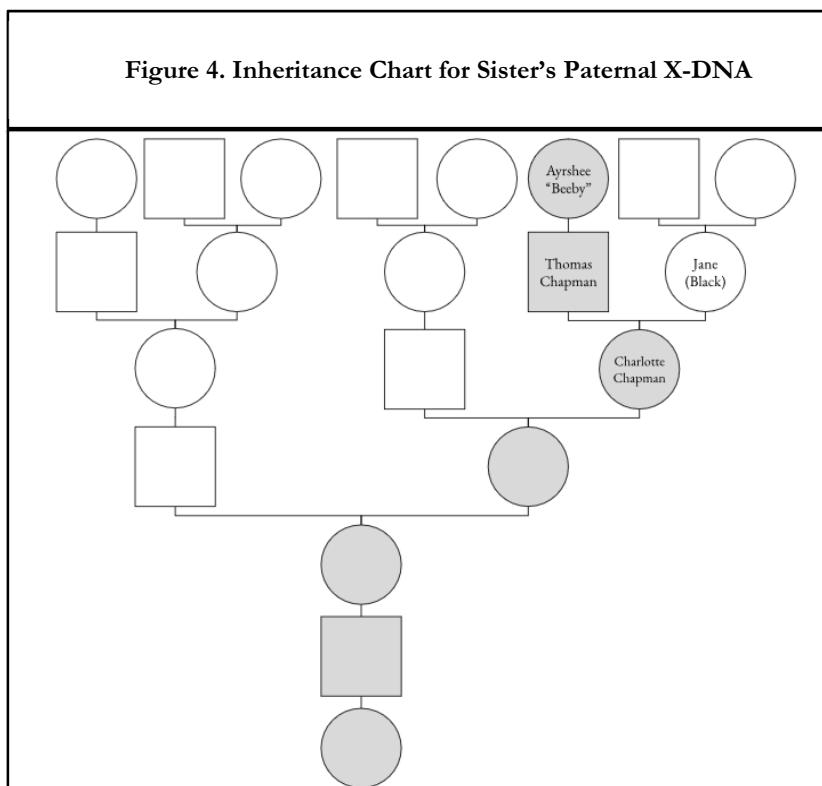 Figure 4. Inheritance Chart for Sister’s Paternal X-DNA
Ayrshee
“Beeby”
Thomas
Chapman
Jane
(Black)
Charlotte
Chapman